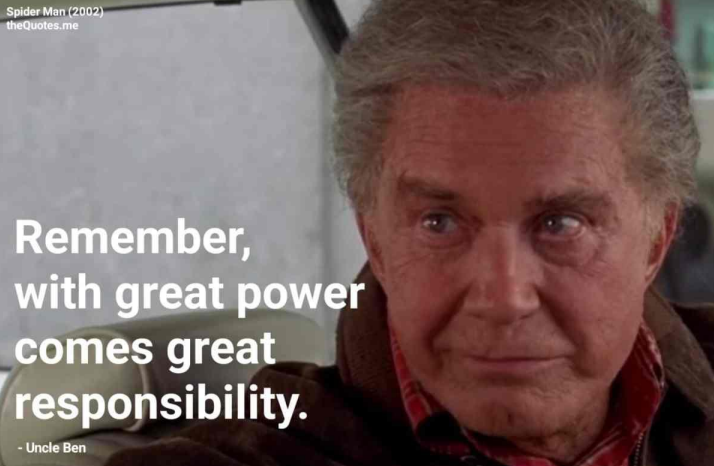 Spider Man (2002)
theQuotes.me
Remember,
with great power
comes great
responsibility.
- Uncle Ben